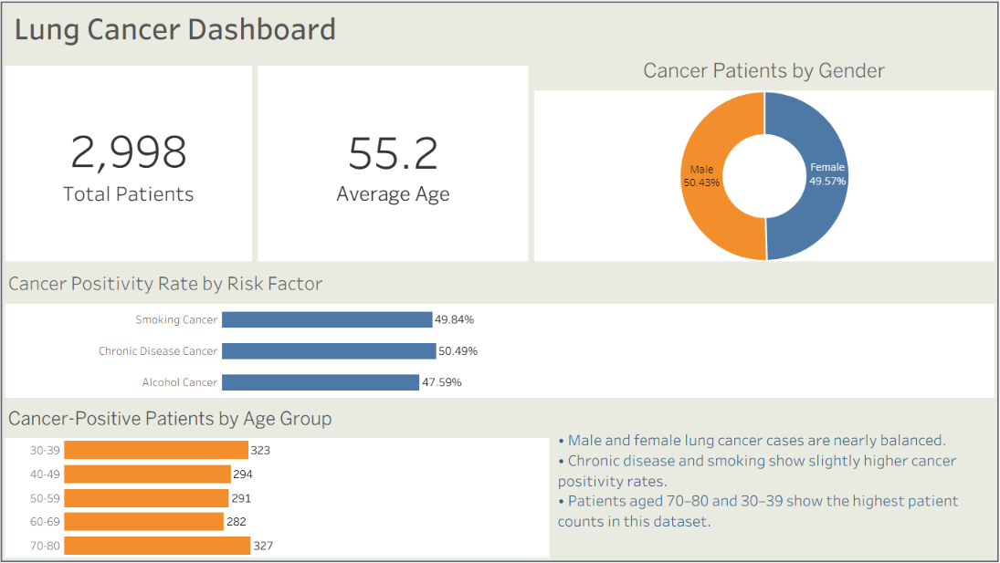 Lung Cancer Dashboard
2,998
Total Patients
55.2
Average Age
Cancer Patients by Gender
Male
50.43%
Female
49.57%
Cancer Positivity Rate by Risk Factor
Smoking Cancer 49.84%
Chronic Disease Cancer 50.49%
Alcohol Cancer 47.59%
Cancer-Positive Patients by Age Group
30-39 323
40-49 294
50-59 291
60-69 282
70-80 327
• Male and female lung cancer cases are nearly balanced.
• Chronic disease and smoking show slightly higher cancer
positivity rates.
• Patients aged 70–80 and 30–39 show the highest patient
counts in this dataset.